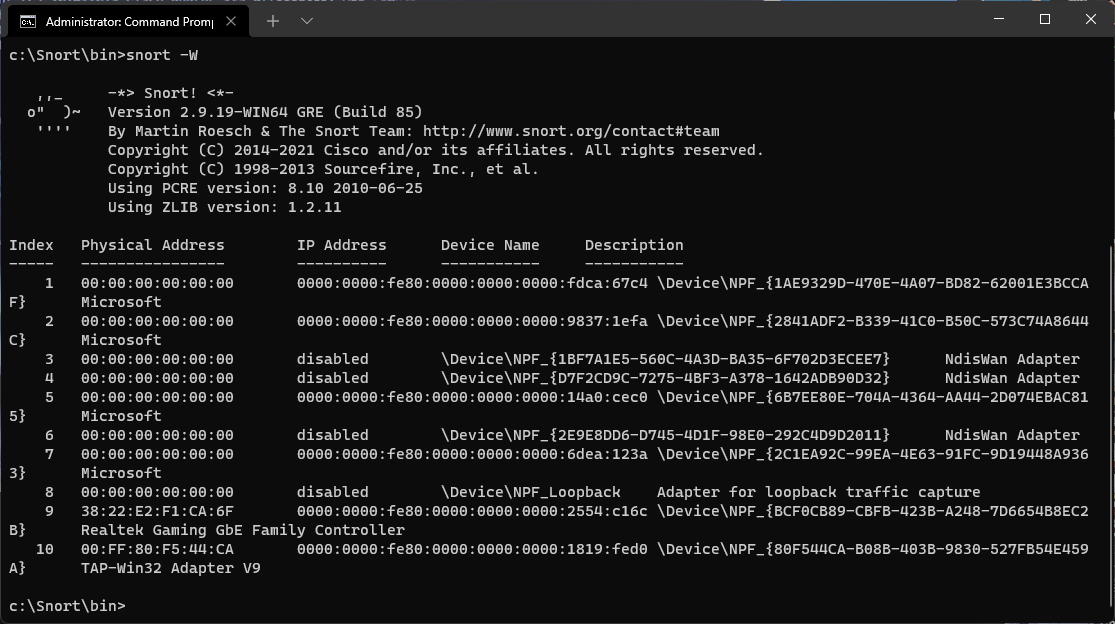 Administrator: Command Promp
c:\Snort\bin>snort -W
,,_ -*> Snort! <*-
o" )~ Version 2.9.19-WIN64 GRE (Build 85)
'''' By Martin Roesch & The Snort Team: http://www.snort.org/contact#team
Copyright (C) 2014-2021 Cisco and/or its affiliates. All rights reserved.
Copyright (C) 1998-2013 Sourcefire, Inc., et al.
Using PCRE version: 8.10 2010-06-25
Using ZLIB version: 1.2.11
Index Physical Address IP Address Device Name Description
----- ---------------- ---------- ----------- -----------
1 00:00:00:00:00:00 0000:0000:fe80:0000:0000:0000:fdca:67c4 \Device\NPF_{1AE9329D-470E-4A07-BD82-62001E3BCCA
F} Microsoft
2 00:00:00:00:00:00 0000:0000:fe80:0000:0000:0000:9837:1efa \Device\NPF_{2841ADF2-B339-41C0-B50C-573C74A8644
C} Microsoft
3 00:00:00:00:00:00 disabled \Device\NPF_{1BF7A1E5-560C-4A3D-BA35-6F702D3ECEE7} NdisWan Adapter
4 00:00:00:00:00:00 disabled \Device\NPF_{D7F2CD9C-7275-4BF3-A378-1642ADB90D32} NdisWan Adapter
5 00:00:00:00:00:00 0000:0000:fe80:0000:0000:0000:14a0:cec0 \Device\NPF_{6B7EE80E-704A-4364-AA44-2D074EBAC81
5} Microsoft
6 00:00:00:00:00:00 disabled \Device\NPF_{2E9E8DD6-D745-4D1F-98E0-292C4D9D2011} NdisWan Adapter
7 00:00:00:00:00:00 0000:0000:fe80:0000:0000:0000:6dea:123a \Device\NPF_{2C1EA92C-99EA-4E63-91FC-9D19448A936
3} Microsoft
8 00:00:00:00:00:00 disabled \Device\NPF_Loopback Adapter for loopback traffic capture
9 38:22:E2:F1:CA:6F 0000:0000:fe80:0000:0000:0000:2554:c16c \Device\NPF_{BCF0CB89-CBFB-423B-A248-7D6654B8EC2
B} Realtek Gaming GbE Family Controller
10 00:FF:80:F5:44:CA 0000:0000:fe80:0000:0000:0000:1819:fed0 \Device\NPF_{80F544CA-B08B-403B-9830-527FB54E459
A} TAP-Win32 Adapter V9
c:\Snort\bin>